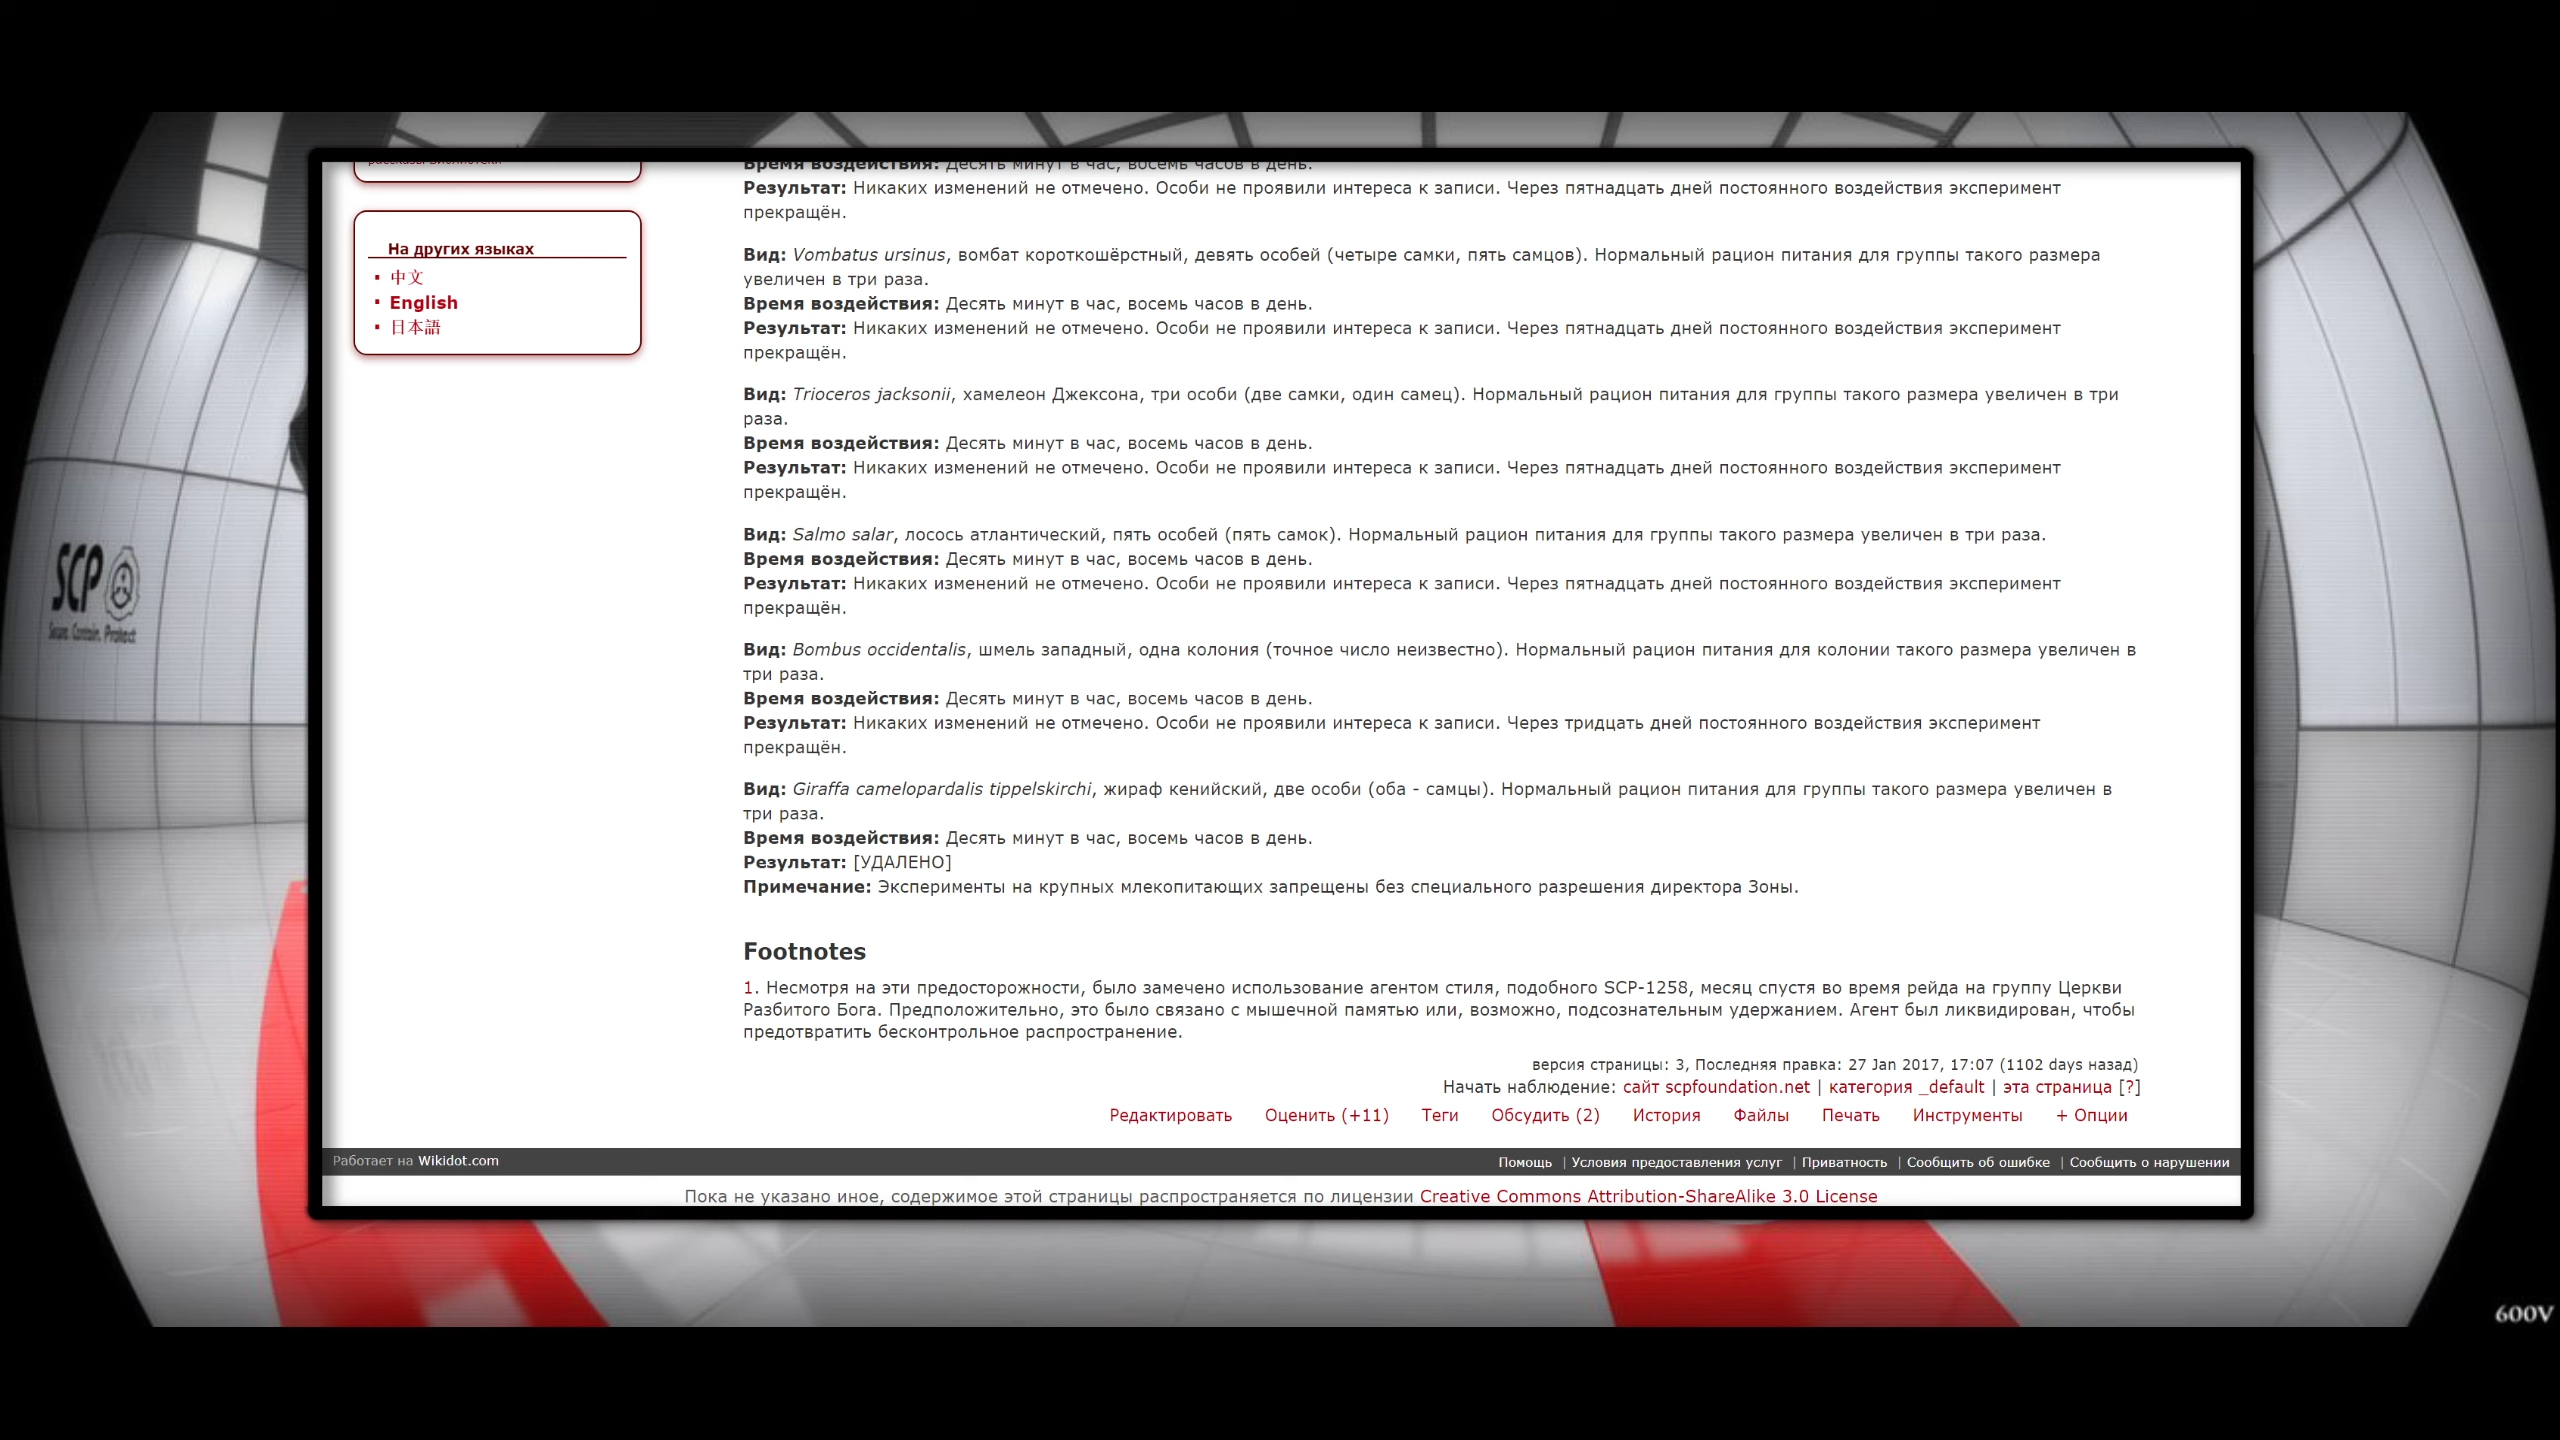 На других языках
中文
English
日本語
Время воздействия: Десять минут в час, восемь часов в день.
Результат: Никаких изменений не отмечено. Особи не проявили интереса к записи. Через пятнадцать дней постоянного воздействия эксперимент
прекращён.
Вид: Vombatus ursinus, вомбат короткошёрстный, девять особей (четыре самки, пять самцов). Нормальный рацион питания для группы такого размера
увеличен в три раза.
Время воздействия: Десять минут в час, восемь часов в день.
Результат: Никаких изменений не отмечено. Особи не проявили интереса к записи. Через пятнадцать дней постоянного воздействия эксперимент
прекращён.
Вид: Trioceros jacksonii, хамелеон Джексона, три особи (две самки, один самец). Нормальный рацион питания для группы такого размера увеличен в три
раза.
Время воздействия: Десять минут в час, восемь часов в день.
Результат: Никаких изменений не отмечено. Особи не проявили интереса к записи. Через пятнадцать дней постоянного воздействия эксперимент
прекращён.
Вид: Salmo salar, лосось атлантический, пять особей (пять самок). Нормальный рацион питания для группы такого размера увеличен в три раза.
Время воздействия: Десять минут в час, восемь часов в день.
Результат: Никаких изменений не отмечено. Особи не проявили интереса к записи. Через пятнадцать дней постоянного воздействия эксперимент
прекращён.
Вид: Bombus occidentalis, шмель западный, одна колония (точное число неизвестно). Нормальный рацион питания для колонии такого размера увеличен в
три раза.
Время воздействия: Десять минут в час, восемь часов в день.
Результат: Никаких изменений не отмечено. Особи не проявили интереса к записи. Через тридцать дней постоянного воздействия эксперимент
прекращён.
Вид: Giraffa camelopardalis tippelskirchi, жираф кенийский, две особи (оба - самцы). Нормальный рацион питания для группы такого размера увеличен в
три раза.
Время воздействия: Десять минут в час, восемь часов в день.
Результат: [УДАЛЕНО]
Примечание: Эксперименты на крупных млекопитающих запрещены без специального разрешения директора Зоны.
Footnotes
1. Несмотря на эти предосторожности, было замечено использование агентом стиля, подобного SCP-1258, месяц спустя во время рейда на группу Церкви
Разбитого Бога. Предположительно, это было связано с мышечной памятью или, возможно, подсознательным удержанием. Агент был ликвидирован, чтобы
предотвратить бесконтрольное распространение.
версия страницы: 3, Последняя правка: 27 Jan 2017, 17:07 (1102 days назад)
Начать наблюдение: сайт scpfoundation.net | категория _default | эта страница [?]
Редактировать Оценить (+11) Теги Обсудить (2) История Файлы Печать Инструменты + Опции
Работает на Wikidot.com
Помощь | Условия предоставления услуг | Приватность | Сообщить об ошибке | Сообщить о нарушении
Пока не указано иное, содержимое этой страницы распространяется по лицензии Creative Commons Attribution-ShareAlike 3.0 License
SCP
Secure. Contain. Protect
600V